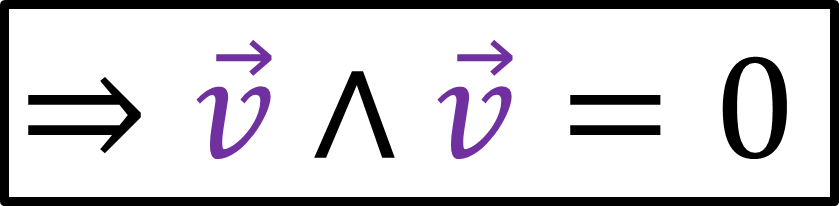 ⇒ v⃗ ∧ v⃗ = 0